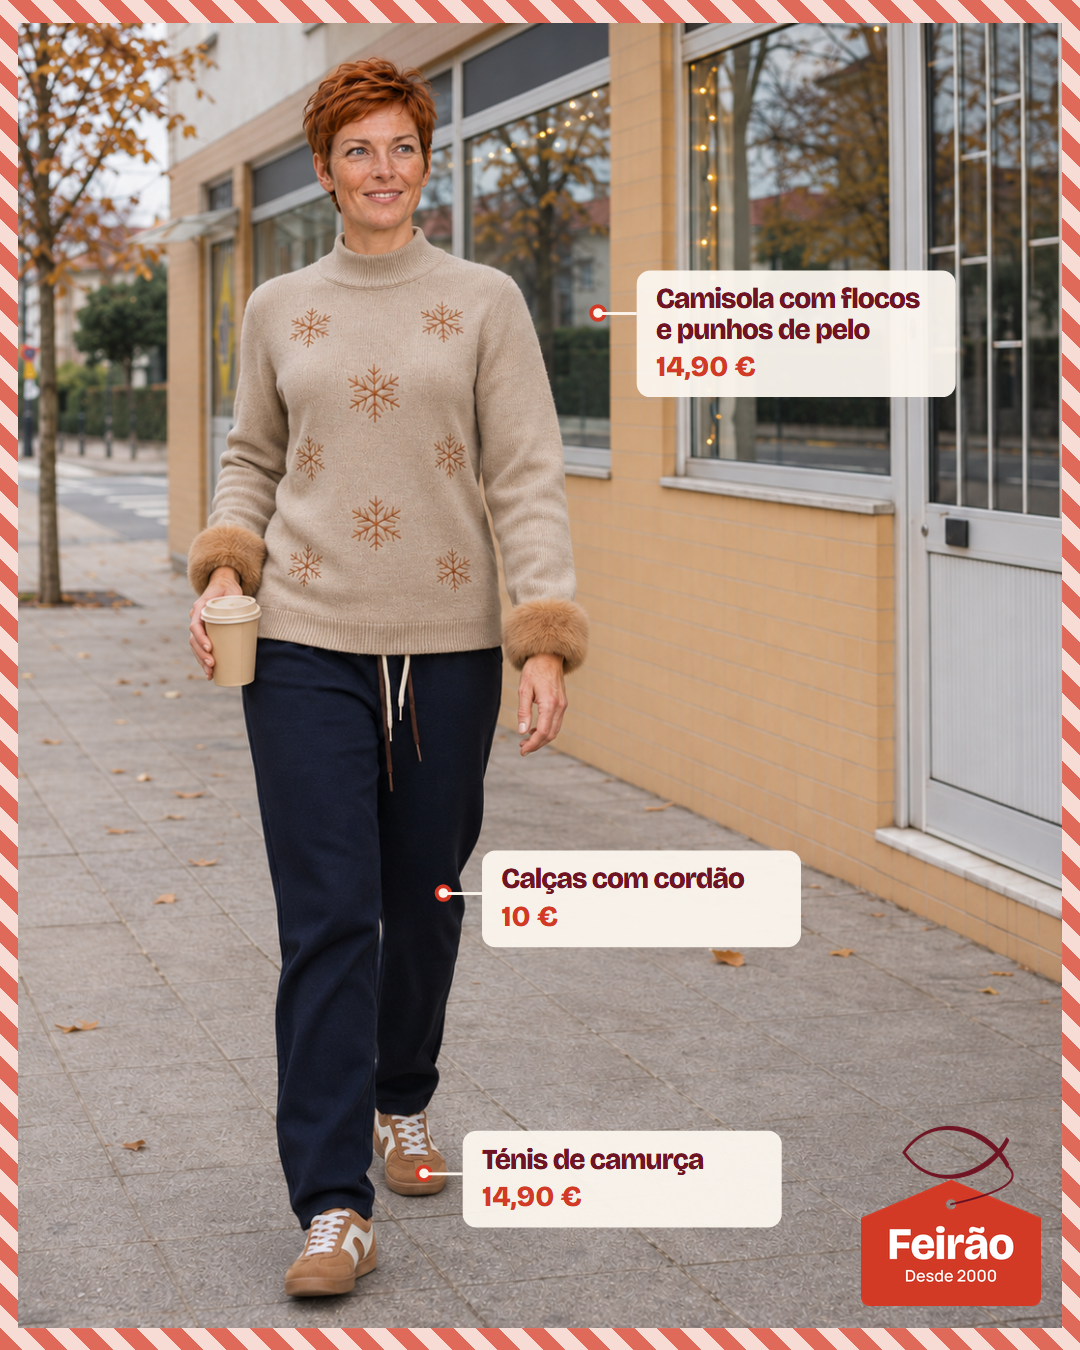 Camisola com flocos
e punhos de pelo
14,90 €
Calças com cordão
10 €
Ténis de camurça
14,90 €
Feirão
Desde 2000